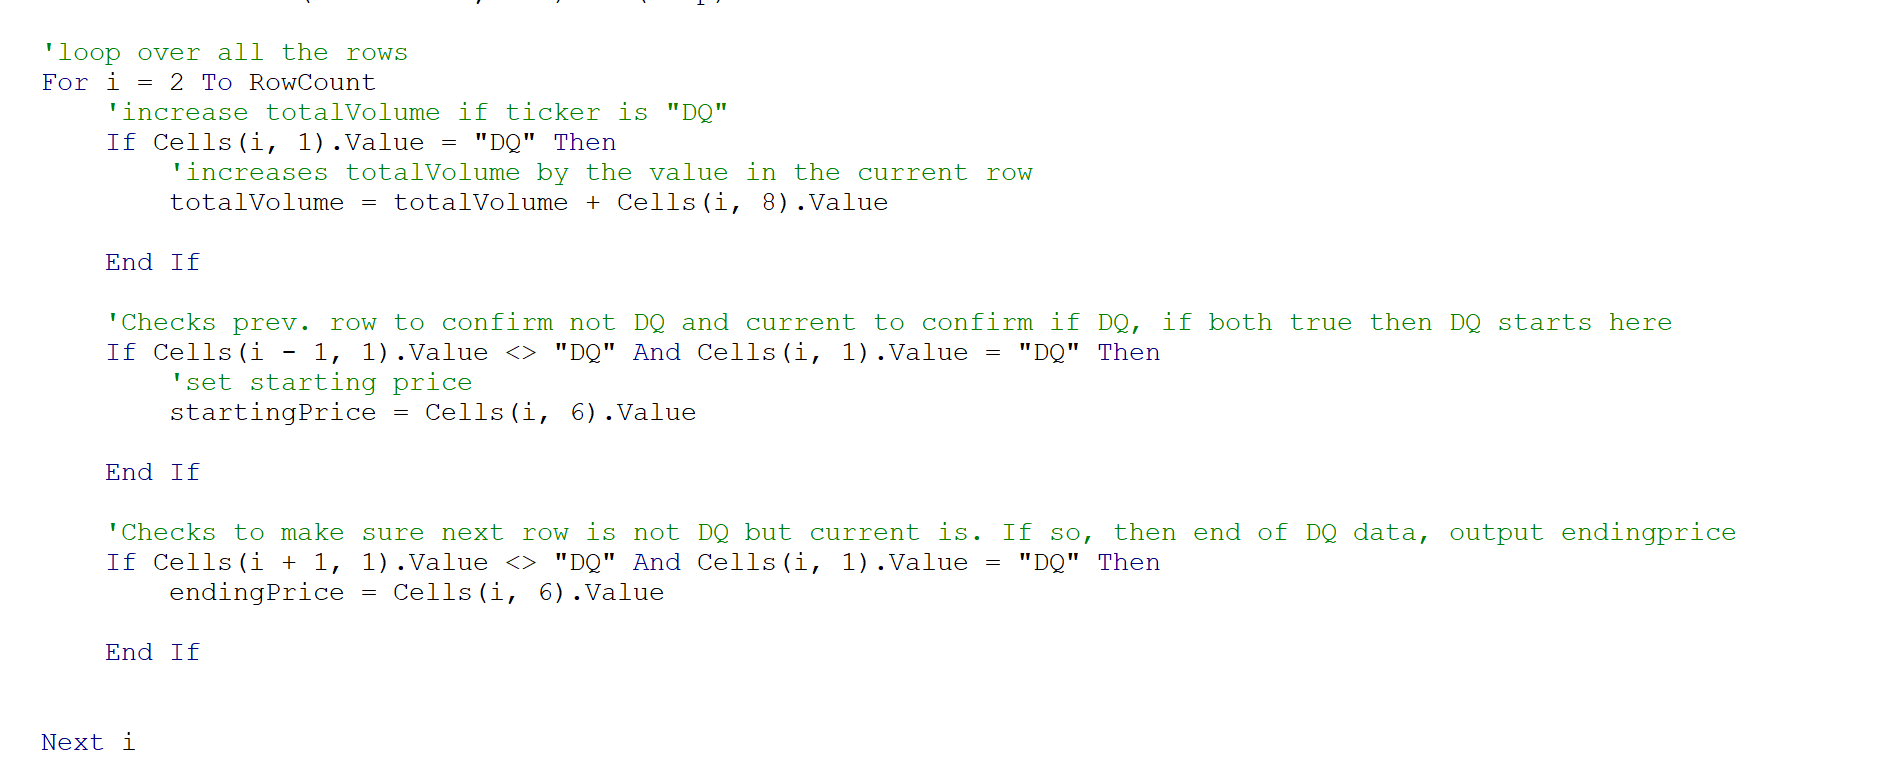 'loop over all the rows
For i = 2 To RowCount
'increase totalVolume if ticker is "DQ"
If Cells(i, 1).Value = "DQ" Then
'increases totalVolume by the value in the current row
totalVolume = totalVolume + Cells(i, 8).Value
End If
'Checks prev. row to confirm not DQ and current to confirm if DQ, if both true then DQ starts here
If Cells(i - 1, 1).Value <> "DQ" And Cells(i, 1).Value = "DQ" Then
'set starting price
startingPrice = Cells(i, 6).Value
End If
'Checks to make sure next row is not DQ but current is. If so, then end of DQ data, output endingprice
If Cells(i + 1, 1).Value <> "DQ" And Cells(i, 1).Value = "DQ" Then
endingPrice = Cells(i, 6).Value
End If
Next i